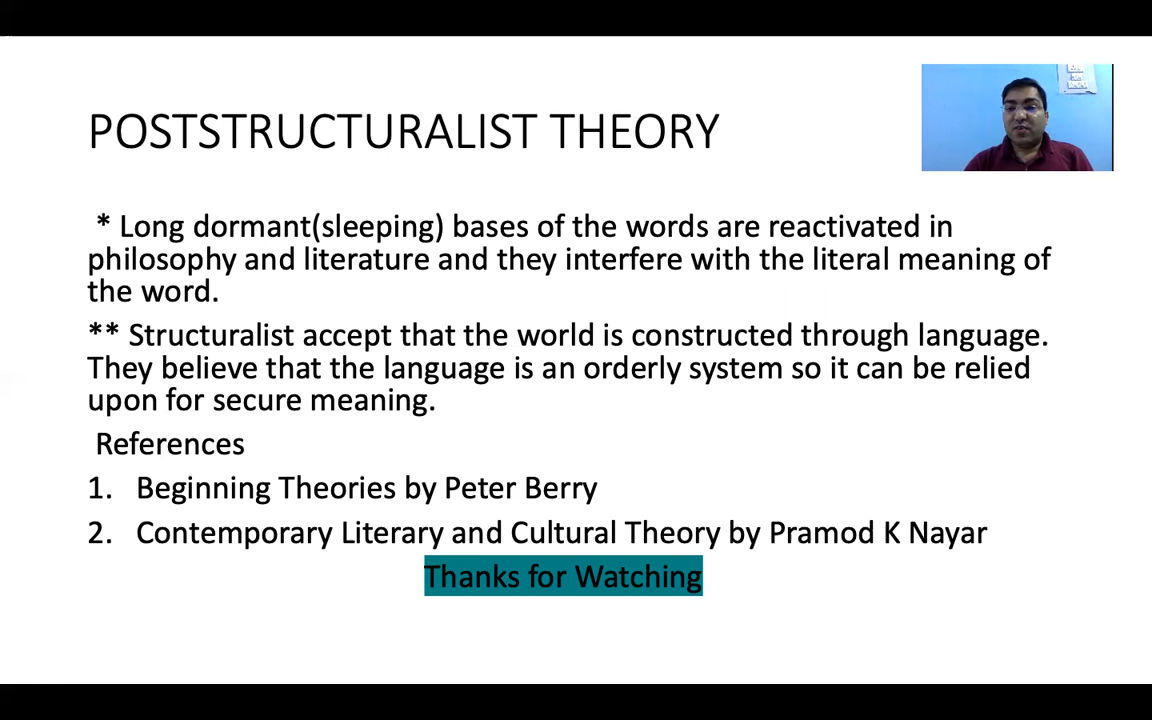 POSTSTRUCTURALIST THEORY
* Long dormant(sleeping) bases of the words are reactivated in
philosophy and literature and they interfere with the literal meaning of
the word.
** Structuralist accept that the world is constructed through language.
They believe that the language is an orderly system so it can be relied
upon for secure meaning.
References
1. Beginning Theories by Peter Berry
2. Contemporary Literary and Cultural Theory by Pramod K Nayar
Thanks for Watching